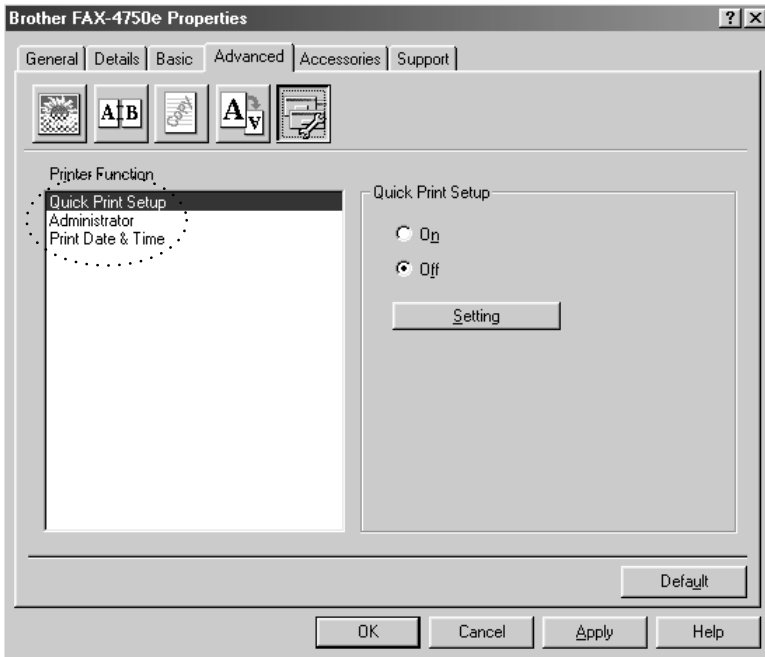 Brother FAX-4750e Properties
General Details Basic Advanced Accessories Support
A B Copy A A
Printer Function
Quick Print Setup
Administrator
Print Date & Time
Quick Print Setup
On
Off
Setting
Default
OK Cancel Apply Help